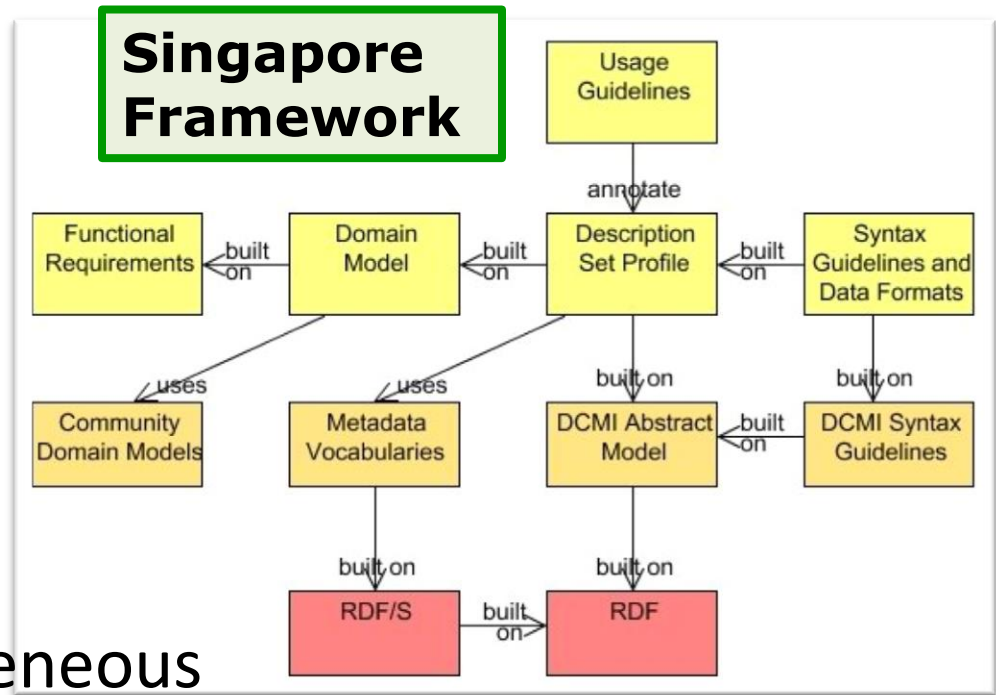 Singapore
Framework
Usage
Guidelines
annotate
Functional
Requirements
built
on
Domain
Model
built
on
Description
Set Profile
built
on
Syntax
Guidelines and
Data Formats
uses
uses
built on
built on
Community
Domain Models
Metadata
Vocabularies
DCMI Abstract
Model
built
on
DCMI Syntax
Guidelines
built on
built on
RDF/S
built
on
RDF
eneous